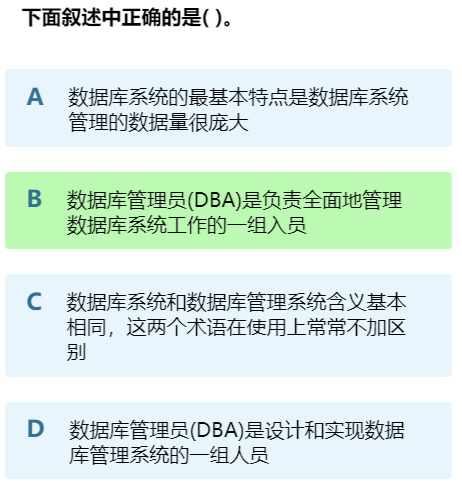 下面叙述中正确的是( )。
A 数据库系统的最基本特点是数据库系统
管理的数据量很庞大
B 数据库管理员(DBA)是负责全面地管理
数据库系统工作的一组入员
C 数据库系统和数据库管理系统含义基本
相同，这两个术语在使用上常常不加区
别
D 数据库管理员(DBA)是设计和实现数据
库管理系统的一组人员